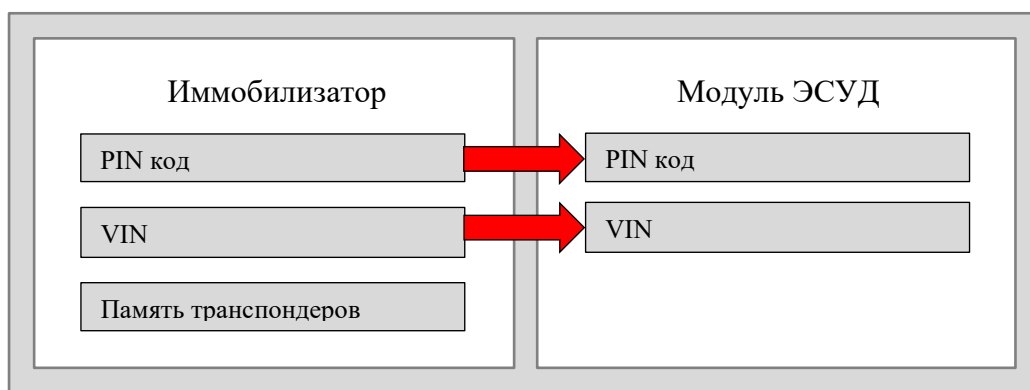 Иммобилизатор
PIN код
VIN
Память транспондеров
Модуль ЭСУД
PIN код
VIN